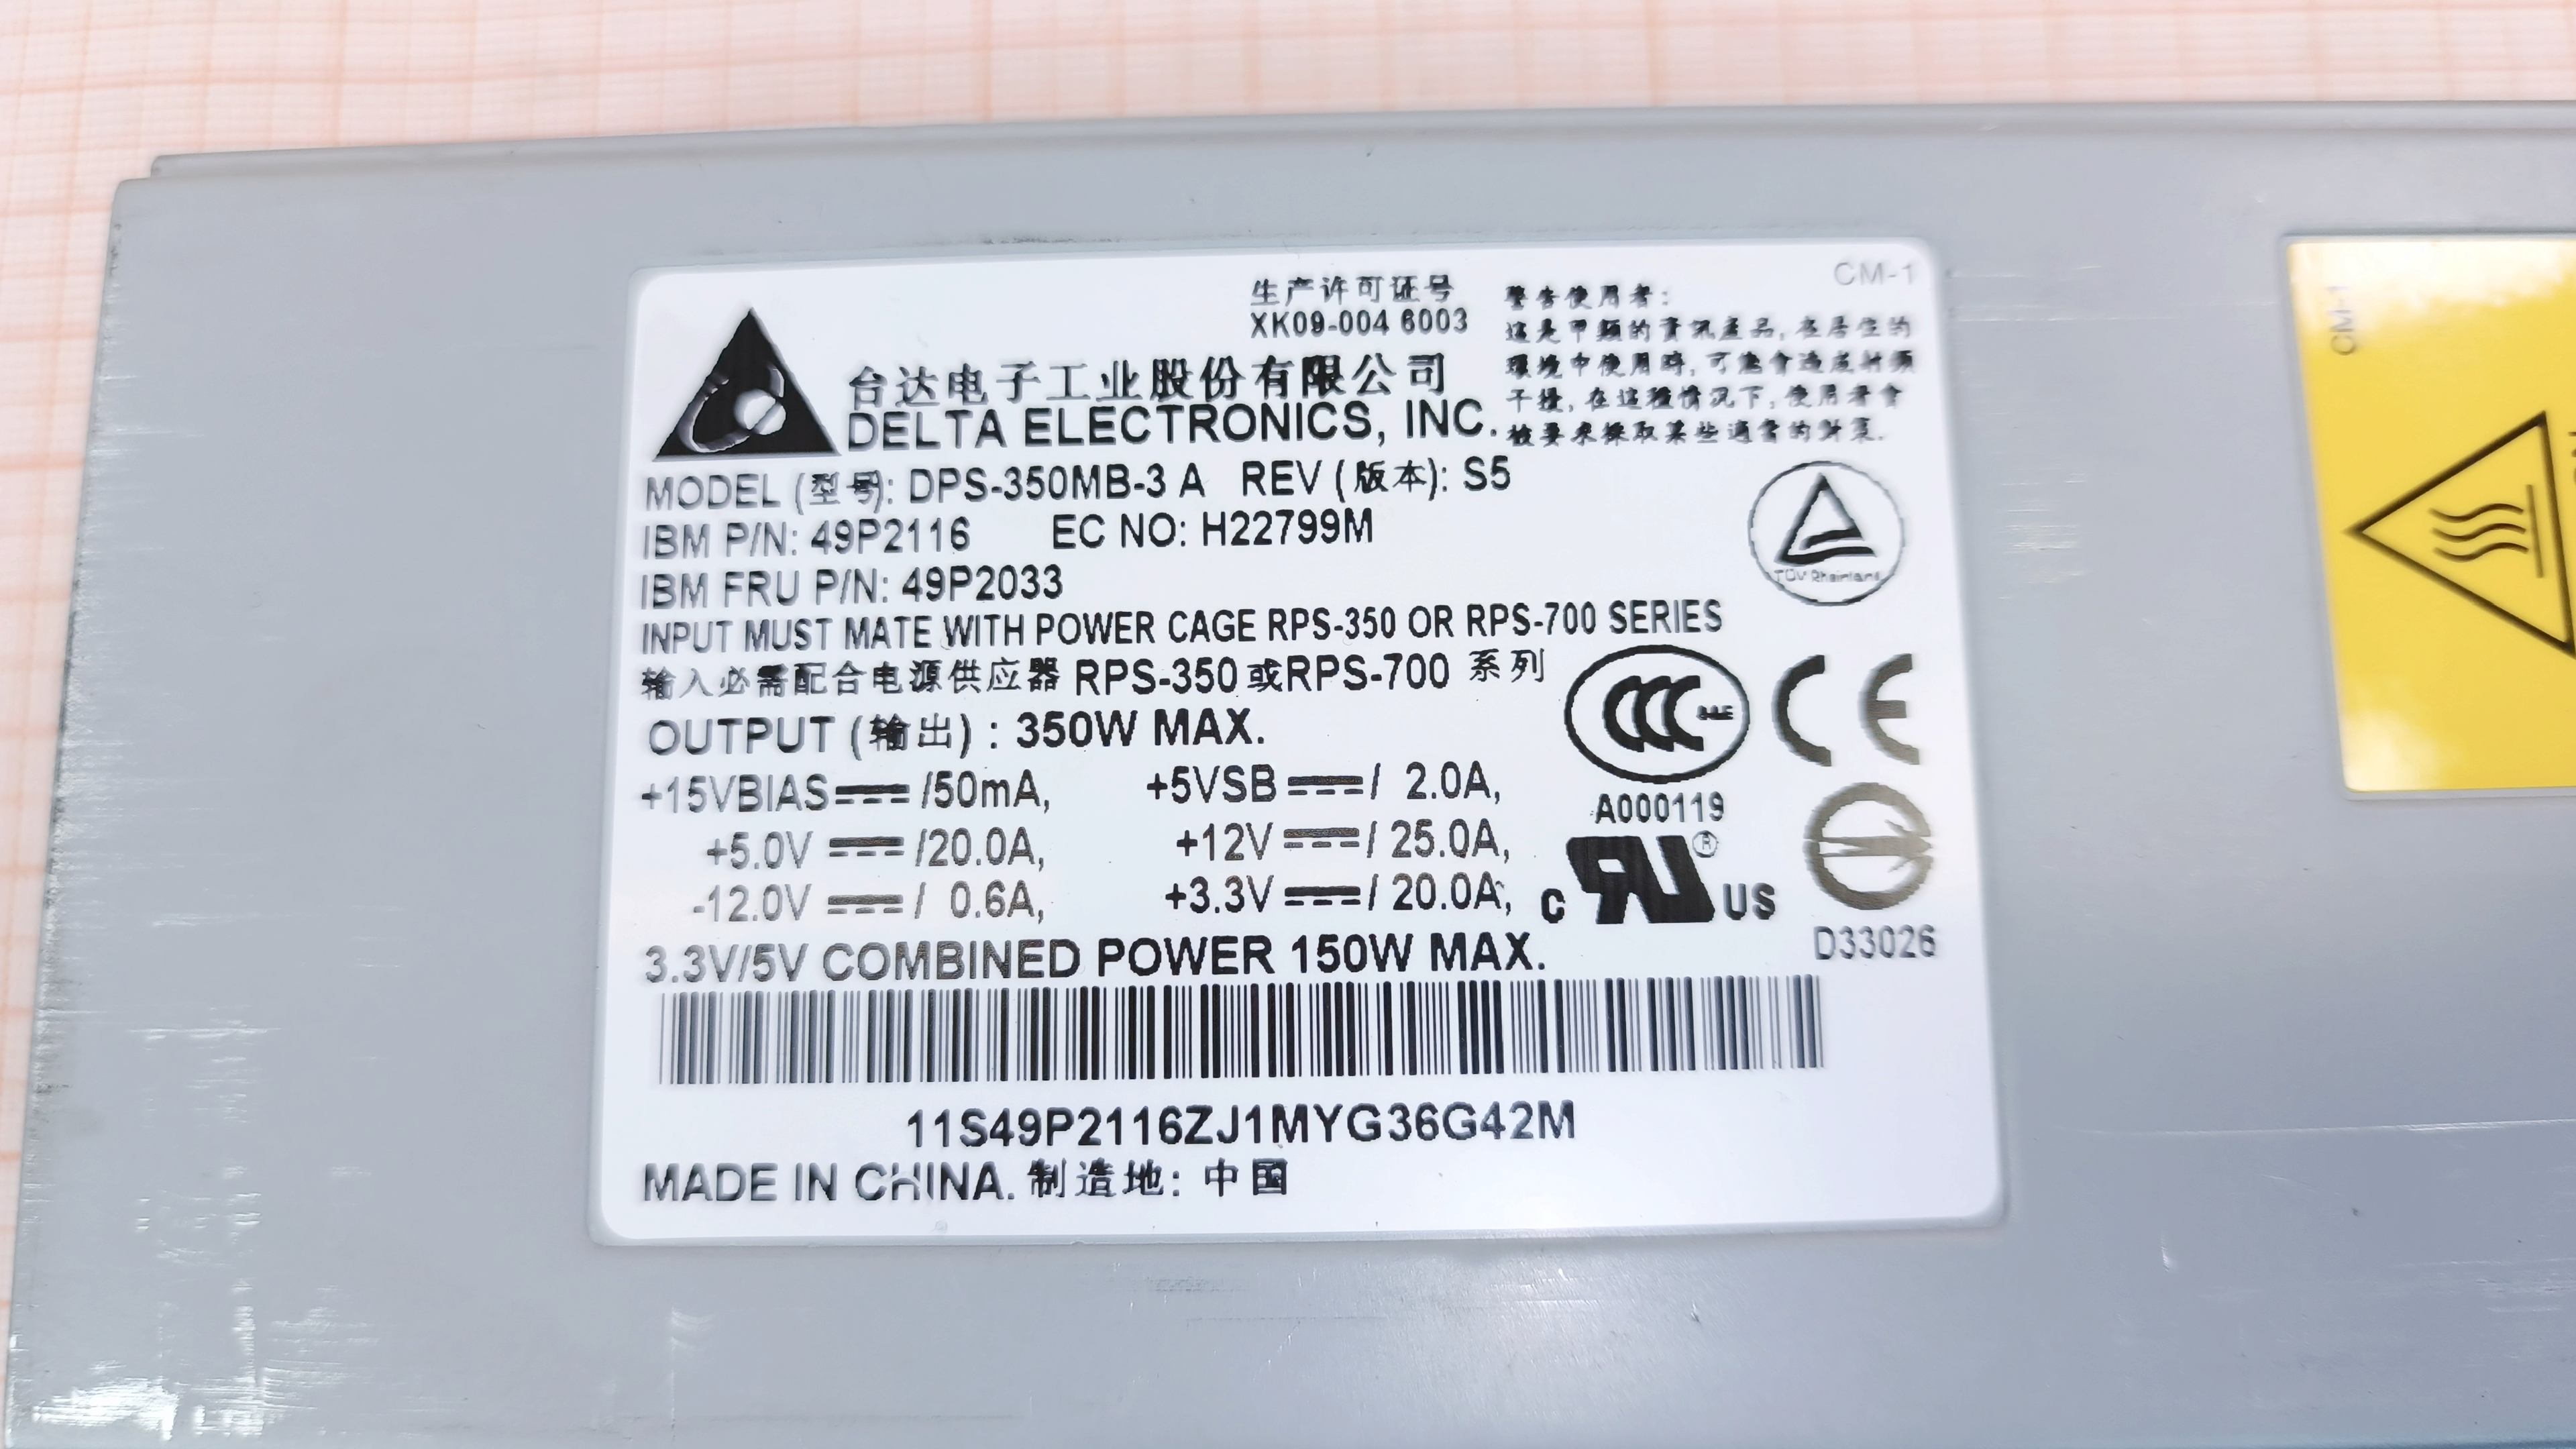 CM-1
生产许可证号
XK09-004 6003
警告使用者:
這是甲類的資訊產品,在居住的
環境中使用時,可能會造成射頻
干擾,在這種情況下,使用者會
被要求採取某些適當的對策.
台达电子工业股份有限公司
DELTA ELECTRONICS, INC.
MODEL (型号): DPS-350MB-3 A REV (版本): S5
IBM P/N: 49P2116 EC NO: H22799M
IBM FRU P/N: 49P2033
TÜV Rheinland
INPUT MUST MATE WITH POWER CAGE RPS-350 OR RPS-700 SERIES
输入必需配合电源供应器 RPS-350 或RPS-700 系列
OUTPUT (输出) : 350W MAX.
CCC S&E CE
+15VBIAS⎓/50mA, +5VSB⎓/ 2.0A,
A000119
+5.0V ⎓/20.0A, +12V⎓/ 25.0A,
-12.0V ⎓/ 0.6A, +3.3V⎓/ 20.0A,
c RU ® US
D33026
3.3V/5V COMBINED POWER 150W MAX.
11S49P2116ZJ1MYG36G42M
MADE IN CHINA. 制造地: 中国
CM-1